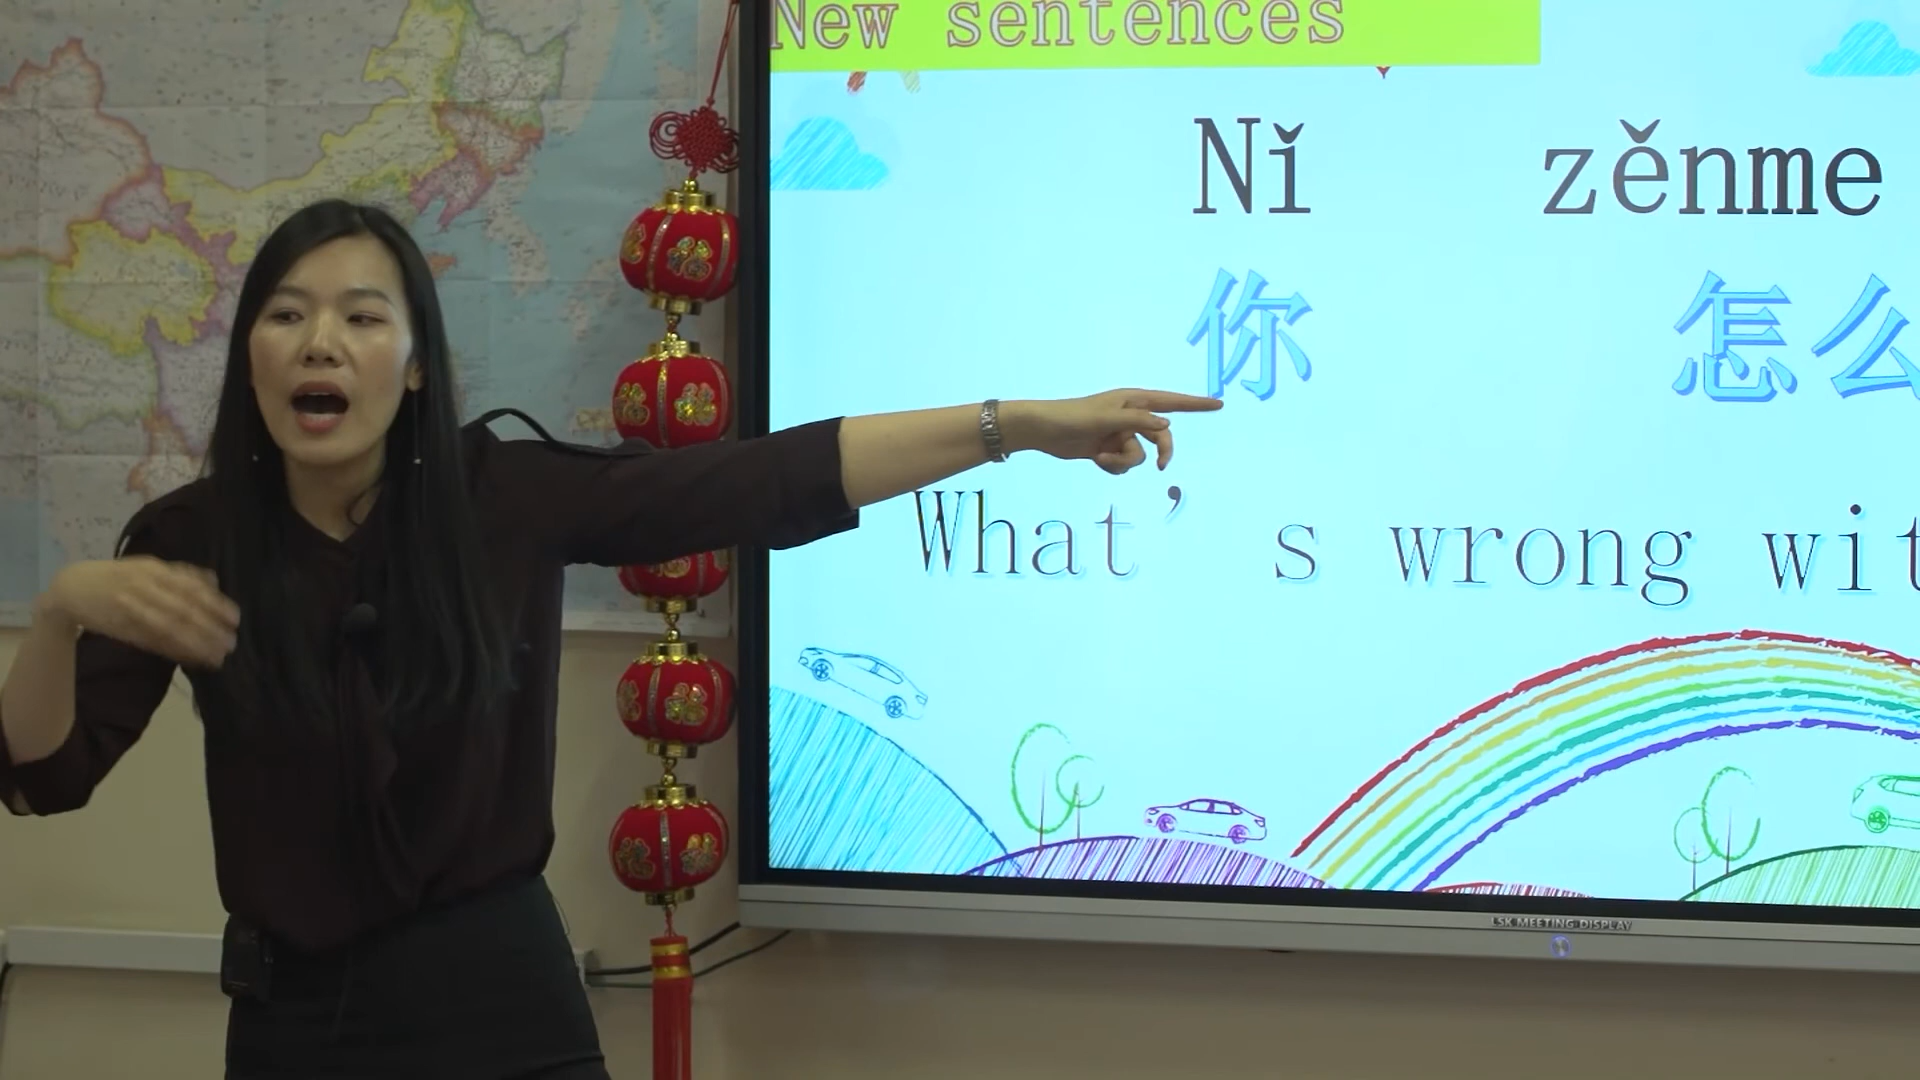 New sentences
Nǐ zěnme
你 怎么
What's wrong wit
LSK MEETING DISPLAY